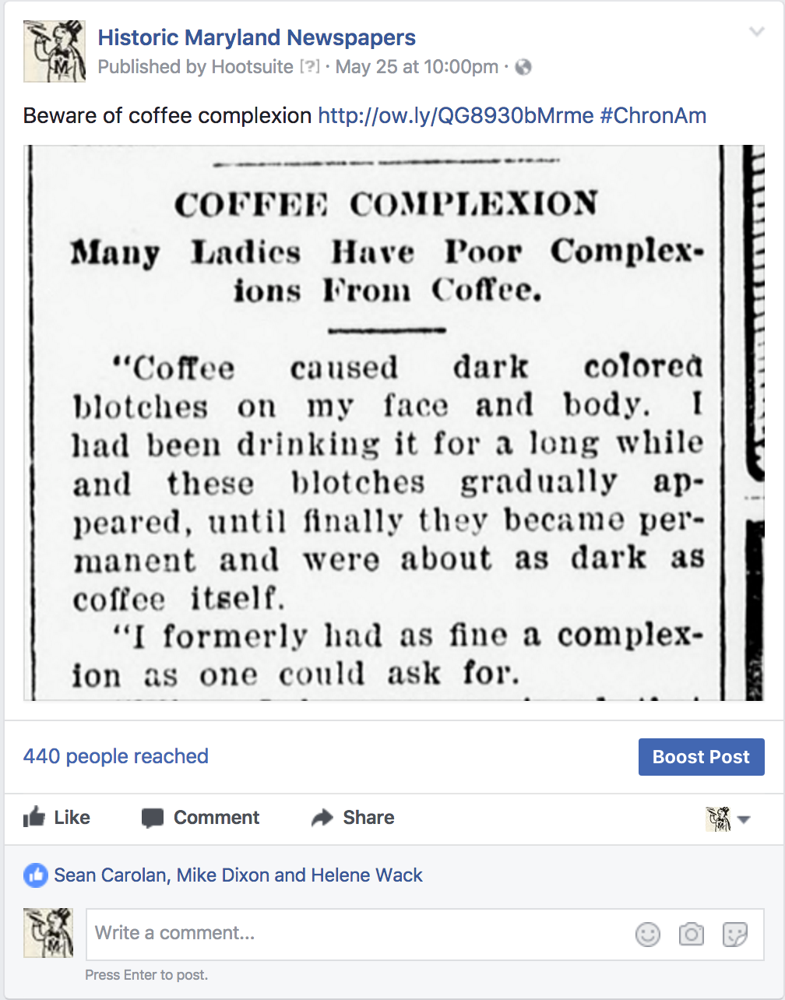 Historic Maryland Newspapers
Published by Hootsuite [?] · May 25 at 10:00pm ·
Beware of coffee complexion http://ow.ly/QG8930bMrme #ChronAm
COFFEE COMPLEXION
Many Ladies Have Poor Complex-
ions From Coffee.
"Coffee caused dark colored
blotches on my face and body. I
had been drinking it for a long while
and these blotches gradually ap-
peared, until finally they became per-
manent and were about as dark as
coffee itself.
"I formerly had as fine a complex-
ion as one could ask for.
440 people reached
Boost Post
Like Comment Share
Sean Carolan, Mike Dixon and Helene Wack
Write a comment...
Press Enter to post.